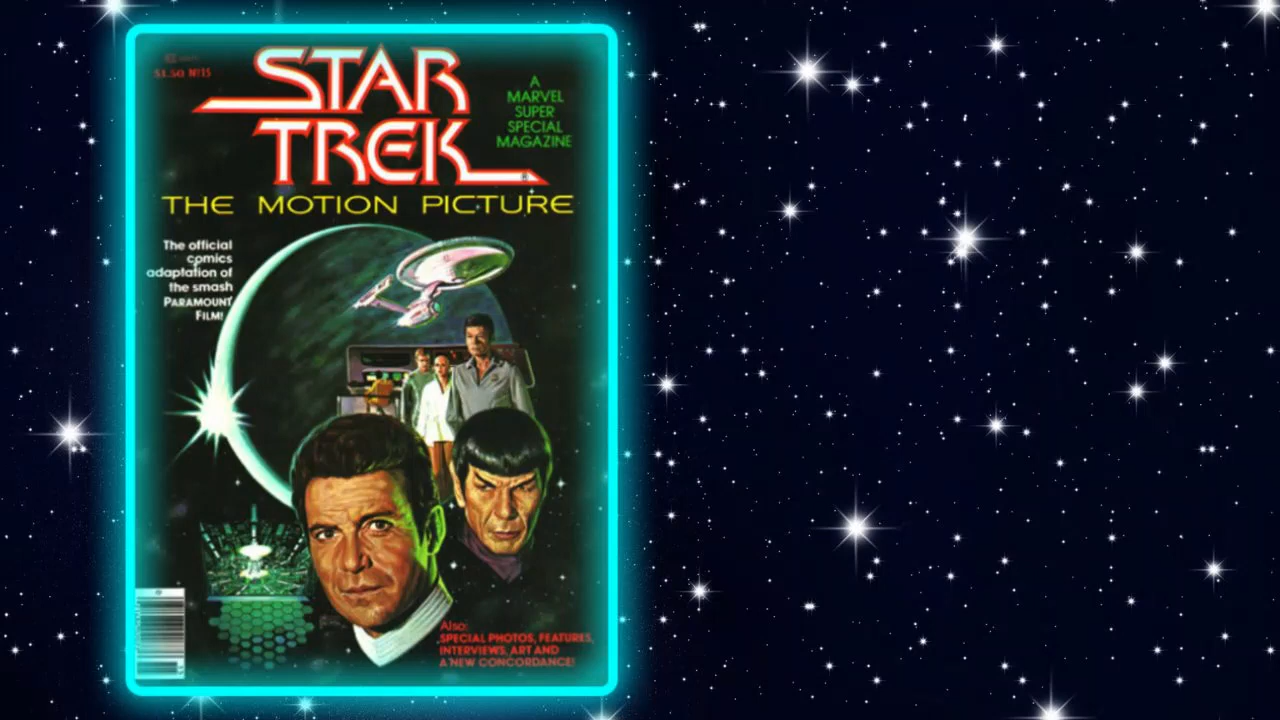 $1.50 Nº15
STAR
TREK
®
A
MARVEL
SUPER
SPECIAL
MAGAZINE
THE MOTION PICTURE
The official
comics
adaptation of
the smash
PARAMOUNT
FILM!
Also:
SPECIAL PHOTOS, FEATURES,
INTERVIEWS, ART AND
A NEW CONCORDANCE!